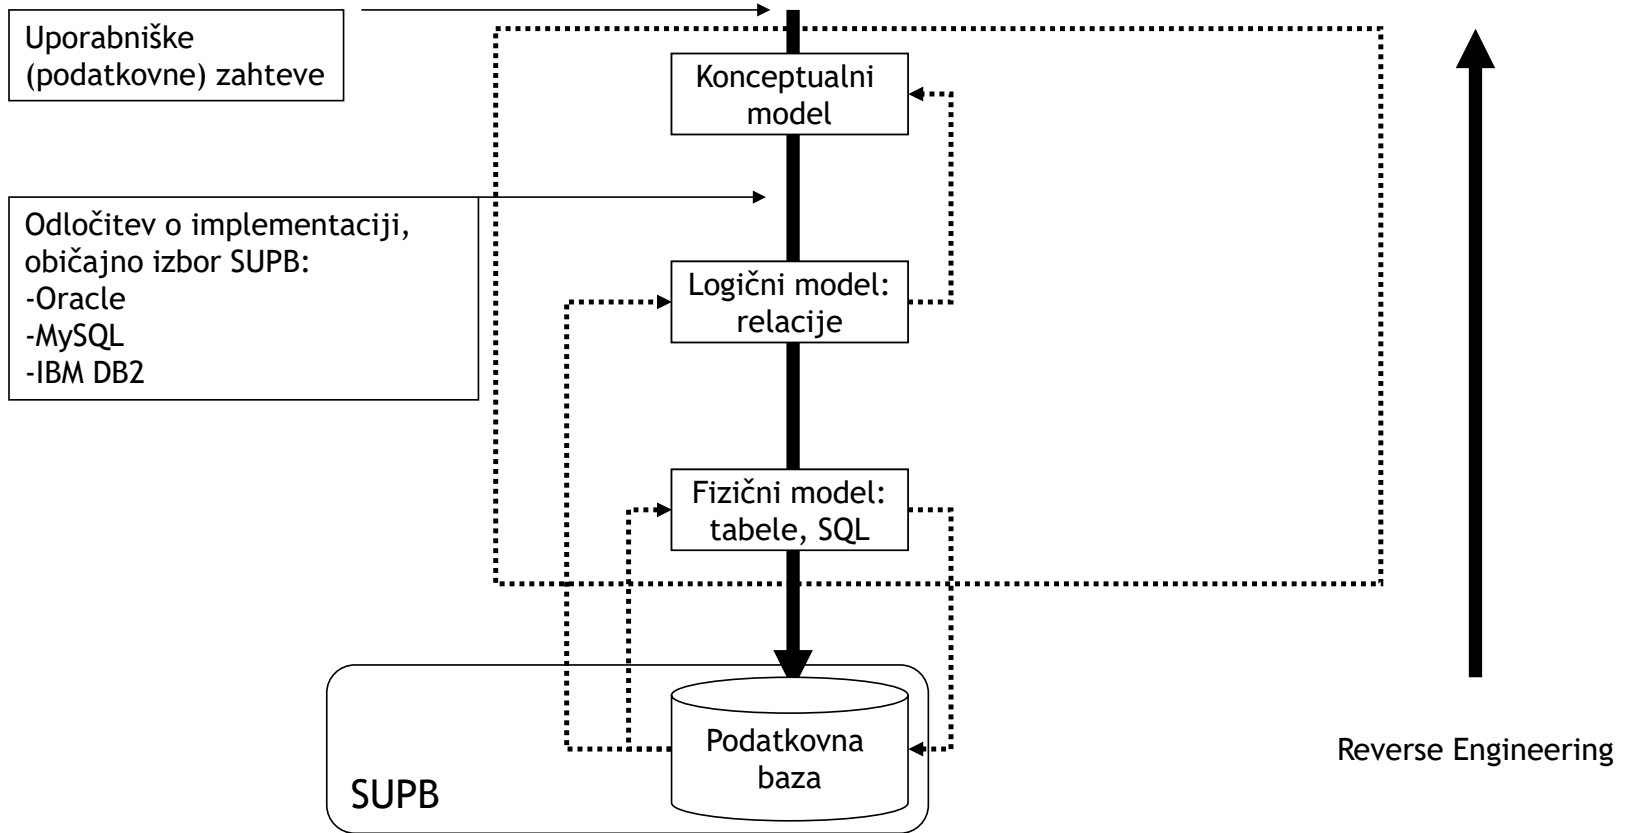 Uporabniške
(podatkovne) zahteve
Konceptualni
model
Odločitev o implementaciji,
običajno izbor SUPB:
-Oracle
-MySQL
-IBM DB2
Logični model:
relacije
Fizični model:
tabele, SQL
Podatkovna
baza
SUPB
Reverse Engineering